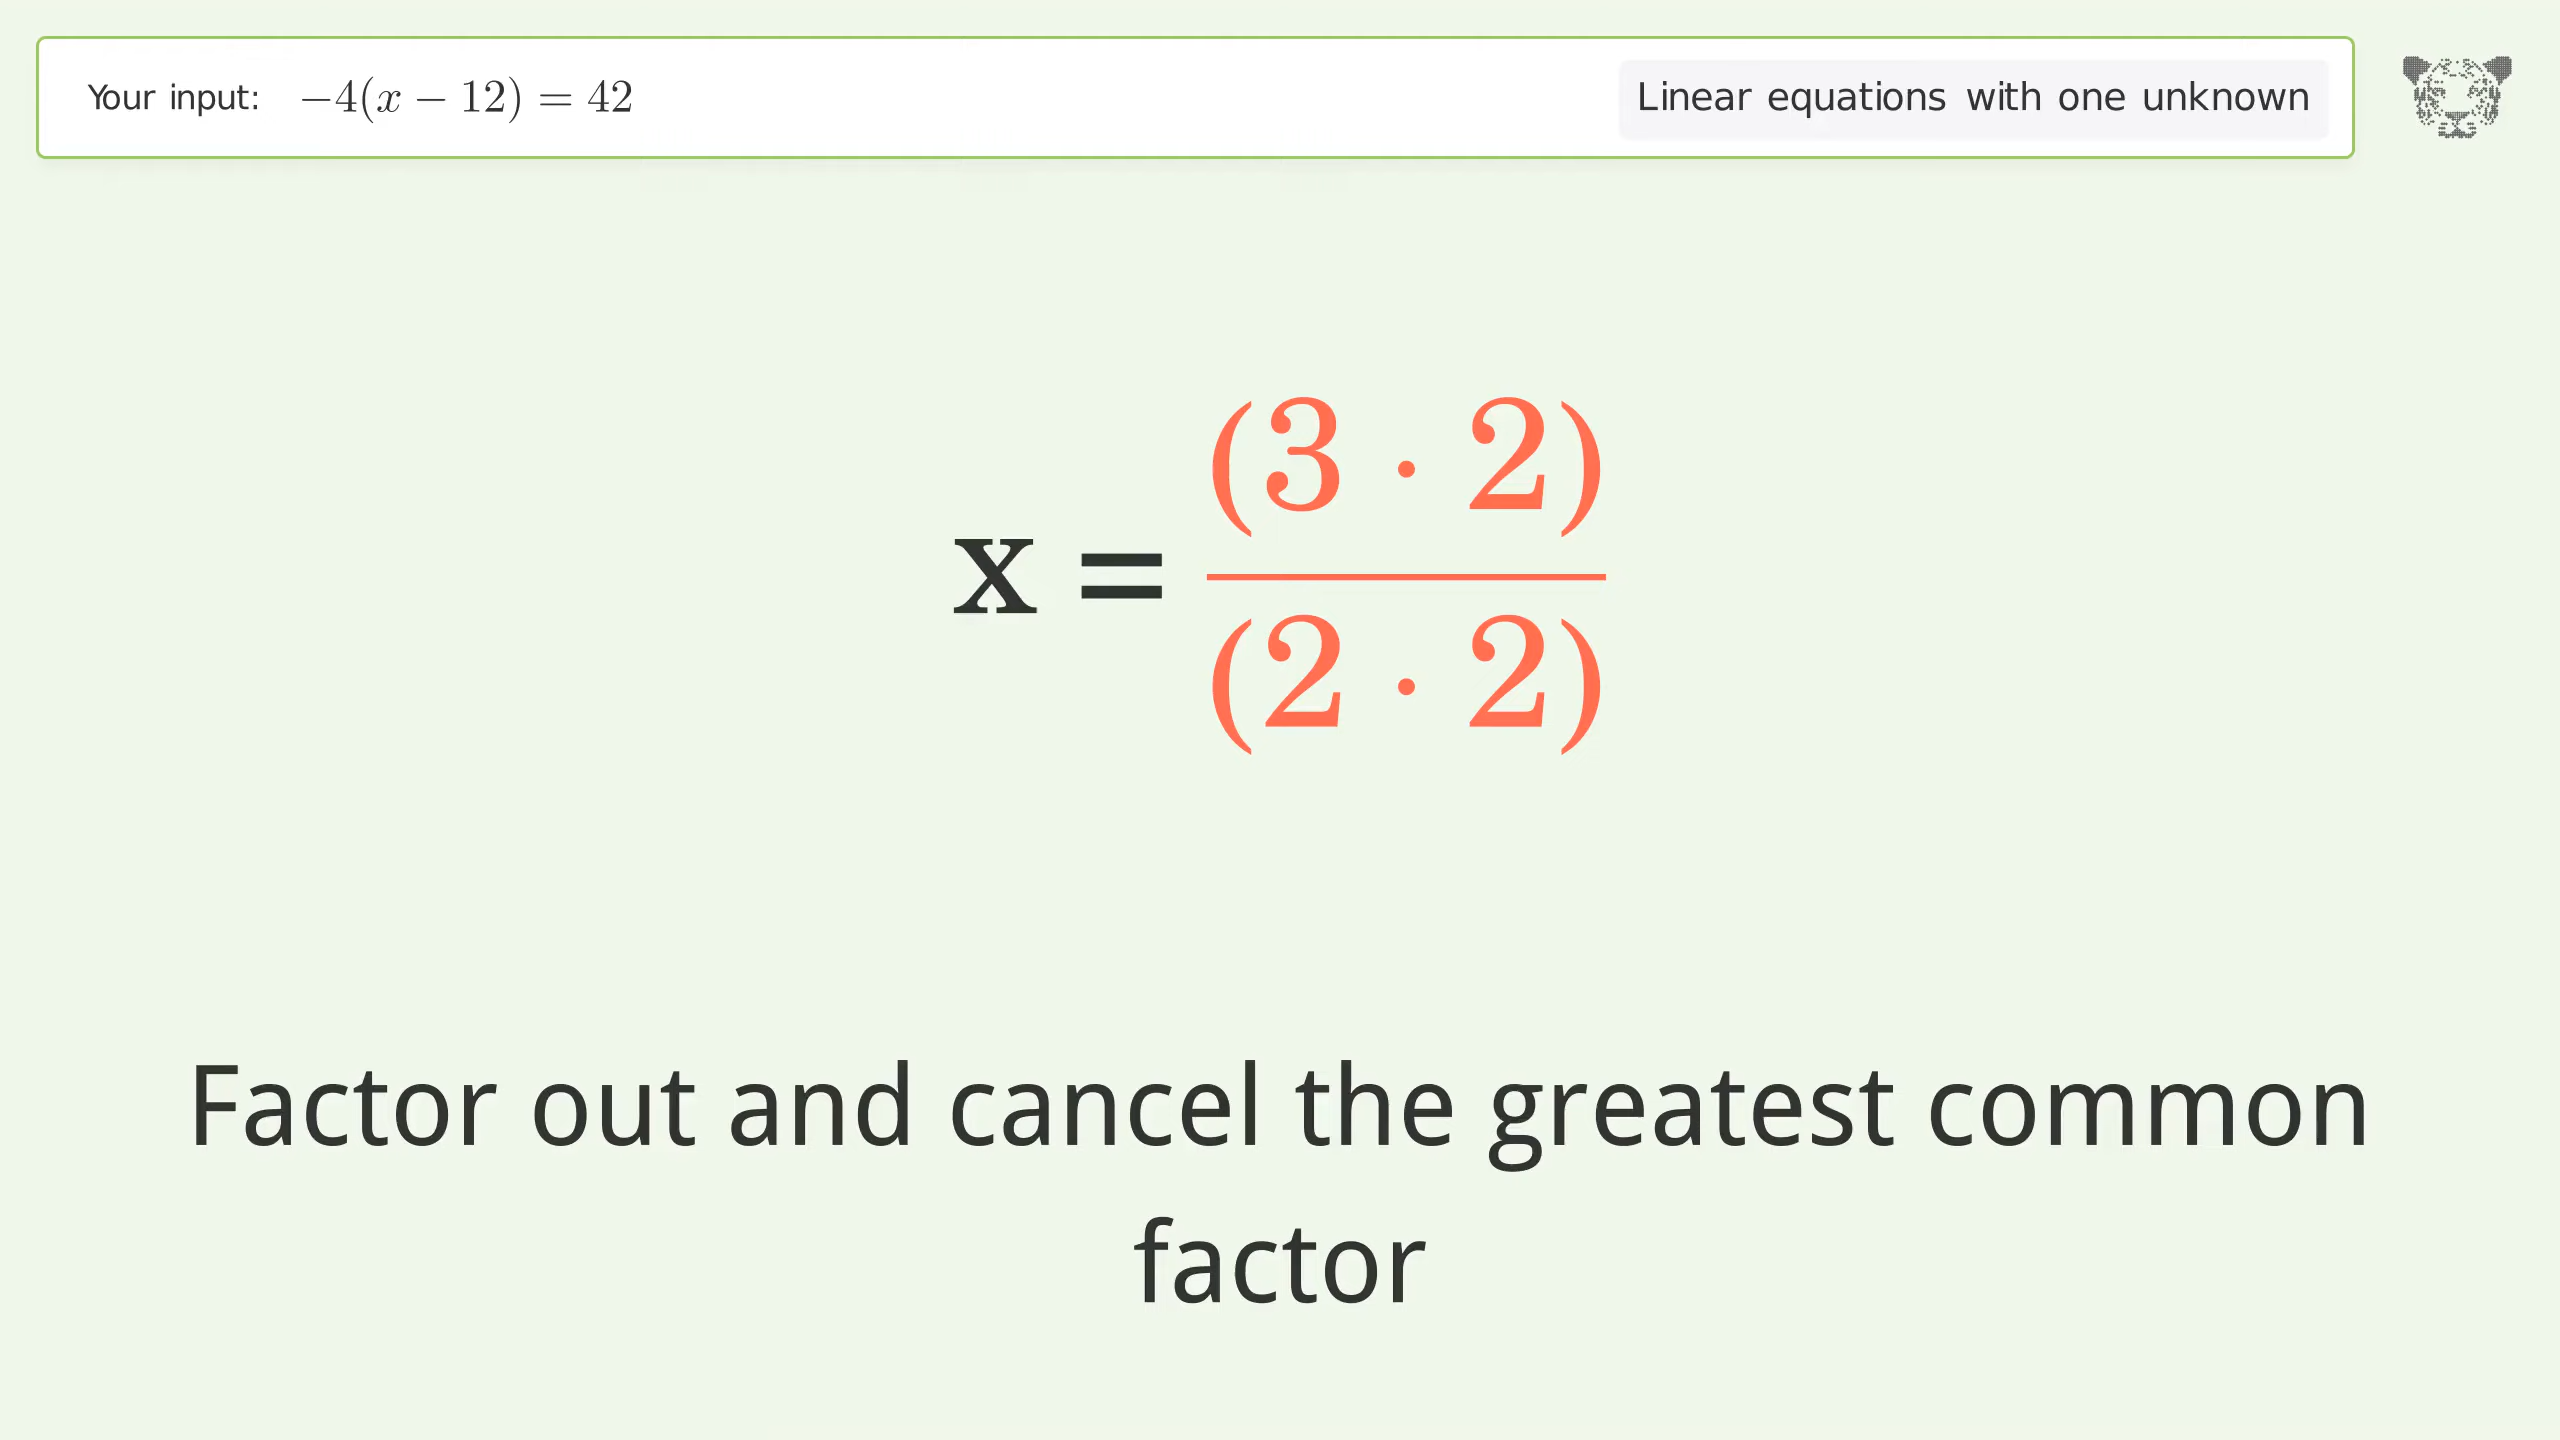 Your input: −4(x − 12) = 42
Linear equations with one unknown
x = (3 · 2) / (2 · 2)
Factor out and cancel the greatest common
factor